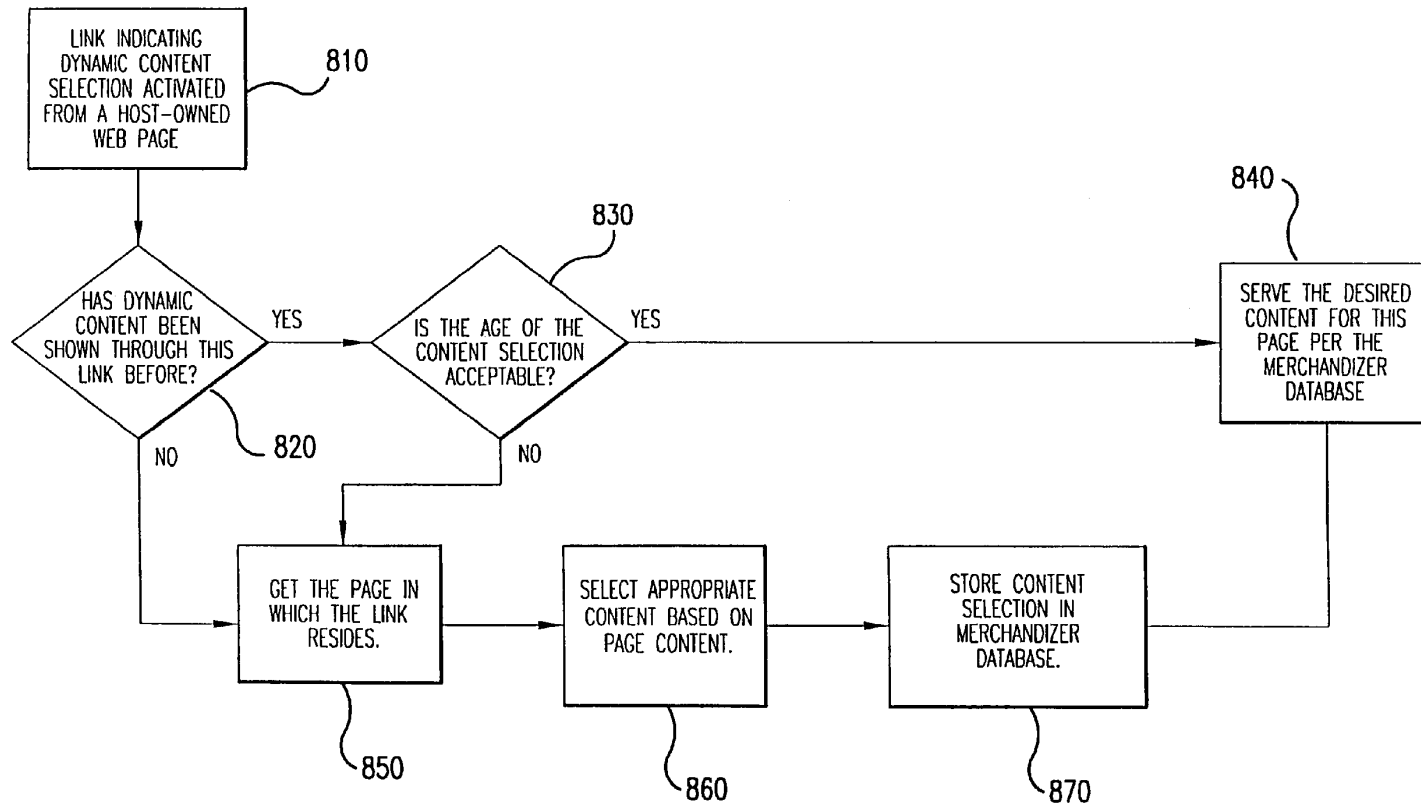 LINK INDICATING
DYNAMIC CONTENT
SELECTION ACTIVATED
FROM A HOST-OWNED
WEB PAGE
810
HAS DYNAMIC
CONTENT BEEN
SHOWN THROUGH THIS
LINK BEFORE?
820
YES
NO
830
IS THE AGE OF THE
CONTENT SELECTION
ACCEPTABLE?
YES
NO
840
SERVE THE DESIRED
CONTENT FOR THIS
PAGE PER THE
MERCHANDIZER
DATABASE
GET THE PAGE IN
WHICH THE LINK
RESIDES.
850
SELECT APPROPRIATE
CONTENT BASED ON
PAGE CONTENT.
860
STORE CONTENT
SELECTION IN
MERCHANDIZER
DATABASE.
870